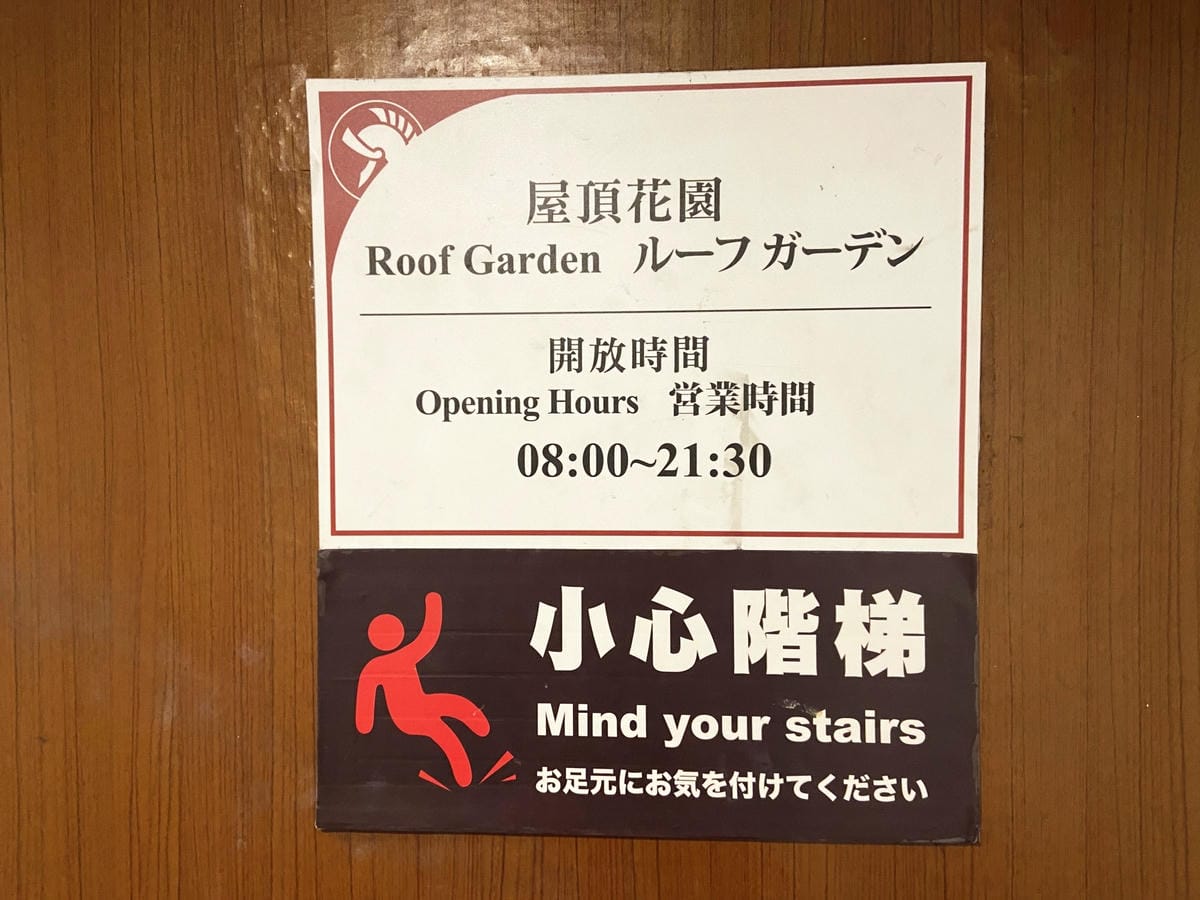 屋頂花園
Roof Garden ルーフ ガーデン
開放時間
Opening Hours 営業時間
08:00~21:30
小心階梯
Mind your stairs
お足元にお気を付けてください